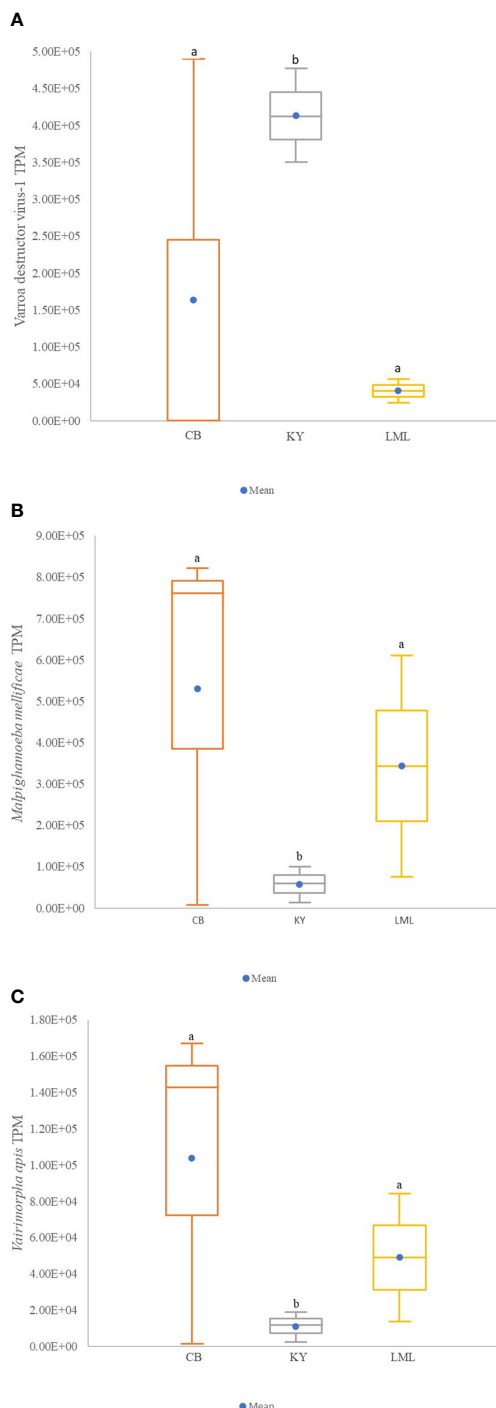 A
Varroa destructor virus-1 TPM
5.00E+05
4.50E+05
4.00E+05
3.50E+05
3.00E+05
2.50E+05
2.00E+05
1.50E+05
1.00E+05
5.00E+04
0.00E+00
a
b
a
CB KY LML
Mean
B
Malpighamoeba mellificae TPM
9.00E+05
8.00E+05
7.00E+05
6.00E+05
5.00E+05
4.00E+05
3.00E+05
2.00E+05
1.00E+05
0.00E+00
a
b
a
CB KY LML
Mean
C
Vairimorpha apis TPM
1.80E+05
1.60E+05
1.40E+05
1.20E+05
1.00E+05
8.00E+04
6.00E+04
4.00E+04
2.00E+04
0.00E+00
a
b
a
CB KY LML
Mean